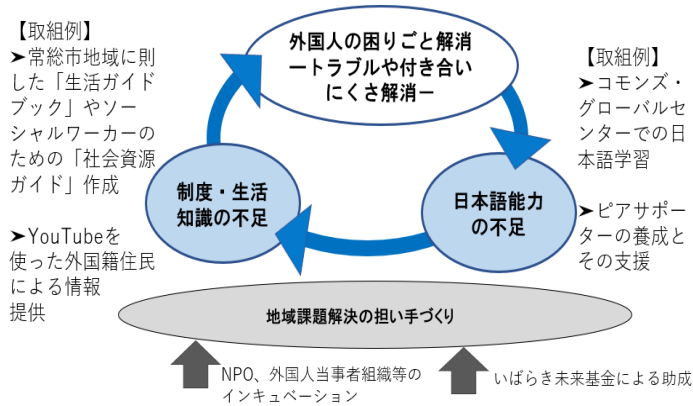 【取組例】
➤常総市地域に則
した「生活ガイド
ブック」やソー
シャルワーカーの
ための「社会資源
ガイド」作成
➤YouTubeを
使った外国籍住民
による情報
提供
外国人の困りごと解消
ートラブルや付き合い
にくさ解消ー
制度・生活
知識の不足
日本語能力
の不足
【取組例】
➤コモンズ・
グローバルセ
ンターでの日
本語学習
➤ピアサポー
ターの養成と
その支援
地域課題解決の担い手づくり
NPO、外国人当事者組織等の
インキュベーション
いばらき未来基金による助成